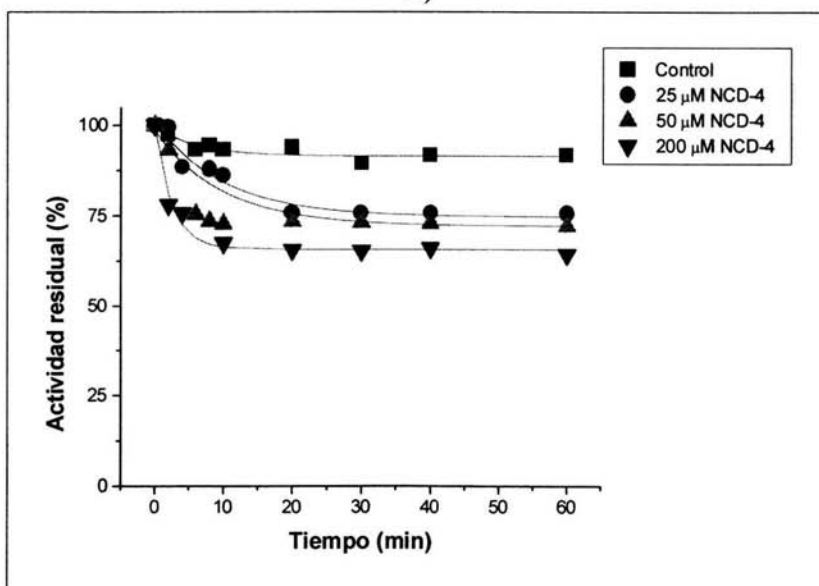 )
Control
25 μM NCD-4
50 μM NCD-4
200 μM NCD-4
100
75
50
25
0
Actividad residual (%)
0 10 20 30 40 50 60
Tiempo (min)